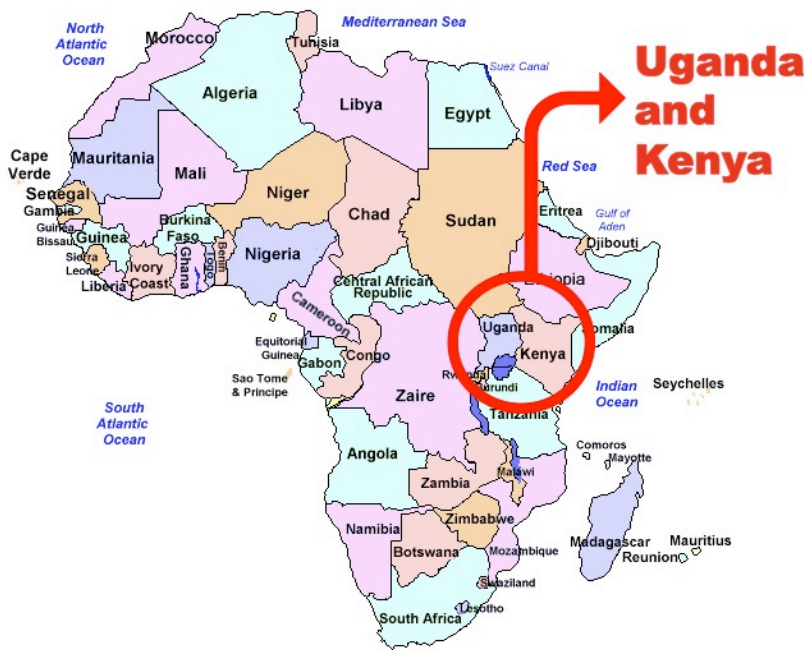 North
Atlantic
Ocean
Mediterranean Sea
Morocco
Tunisia
Suez Canal
Uganda
and
Kenya
Algeria
Libya
Egypt
Cape
Verde
Mauritania
Mali
Niger
Chad
Sudan
Red Sea
Eritrea
Gulf of
Aden
Djibouti
Senegal
Gambia
Guinea
Bissau
Guinea
Sierra
Leone
Liberia
Burkina
Faso
Ivory
Coast
Ghana
Togo
Benin
Nigeria
Cameroon
Central African
Republic
Ethiopia
Somalia
Uganda
Kenya
Equitorial
Guinea
Gabon
Congo
Sao Tome
& Principe
Zaire
Rwanda
Burundi
Tanzania
Indian
Ocean
Seychelles
South
Atlantic
Ocean
Angola
Zambia
Malawi
Comoros
Mayotte
Namibia
Zimbabwe
Botswana
Mozambique
Madagascar
Mauritius
Reunion
Swaziland
Lesotho
South Africa